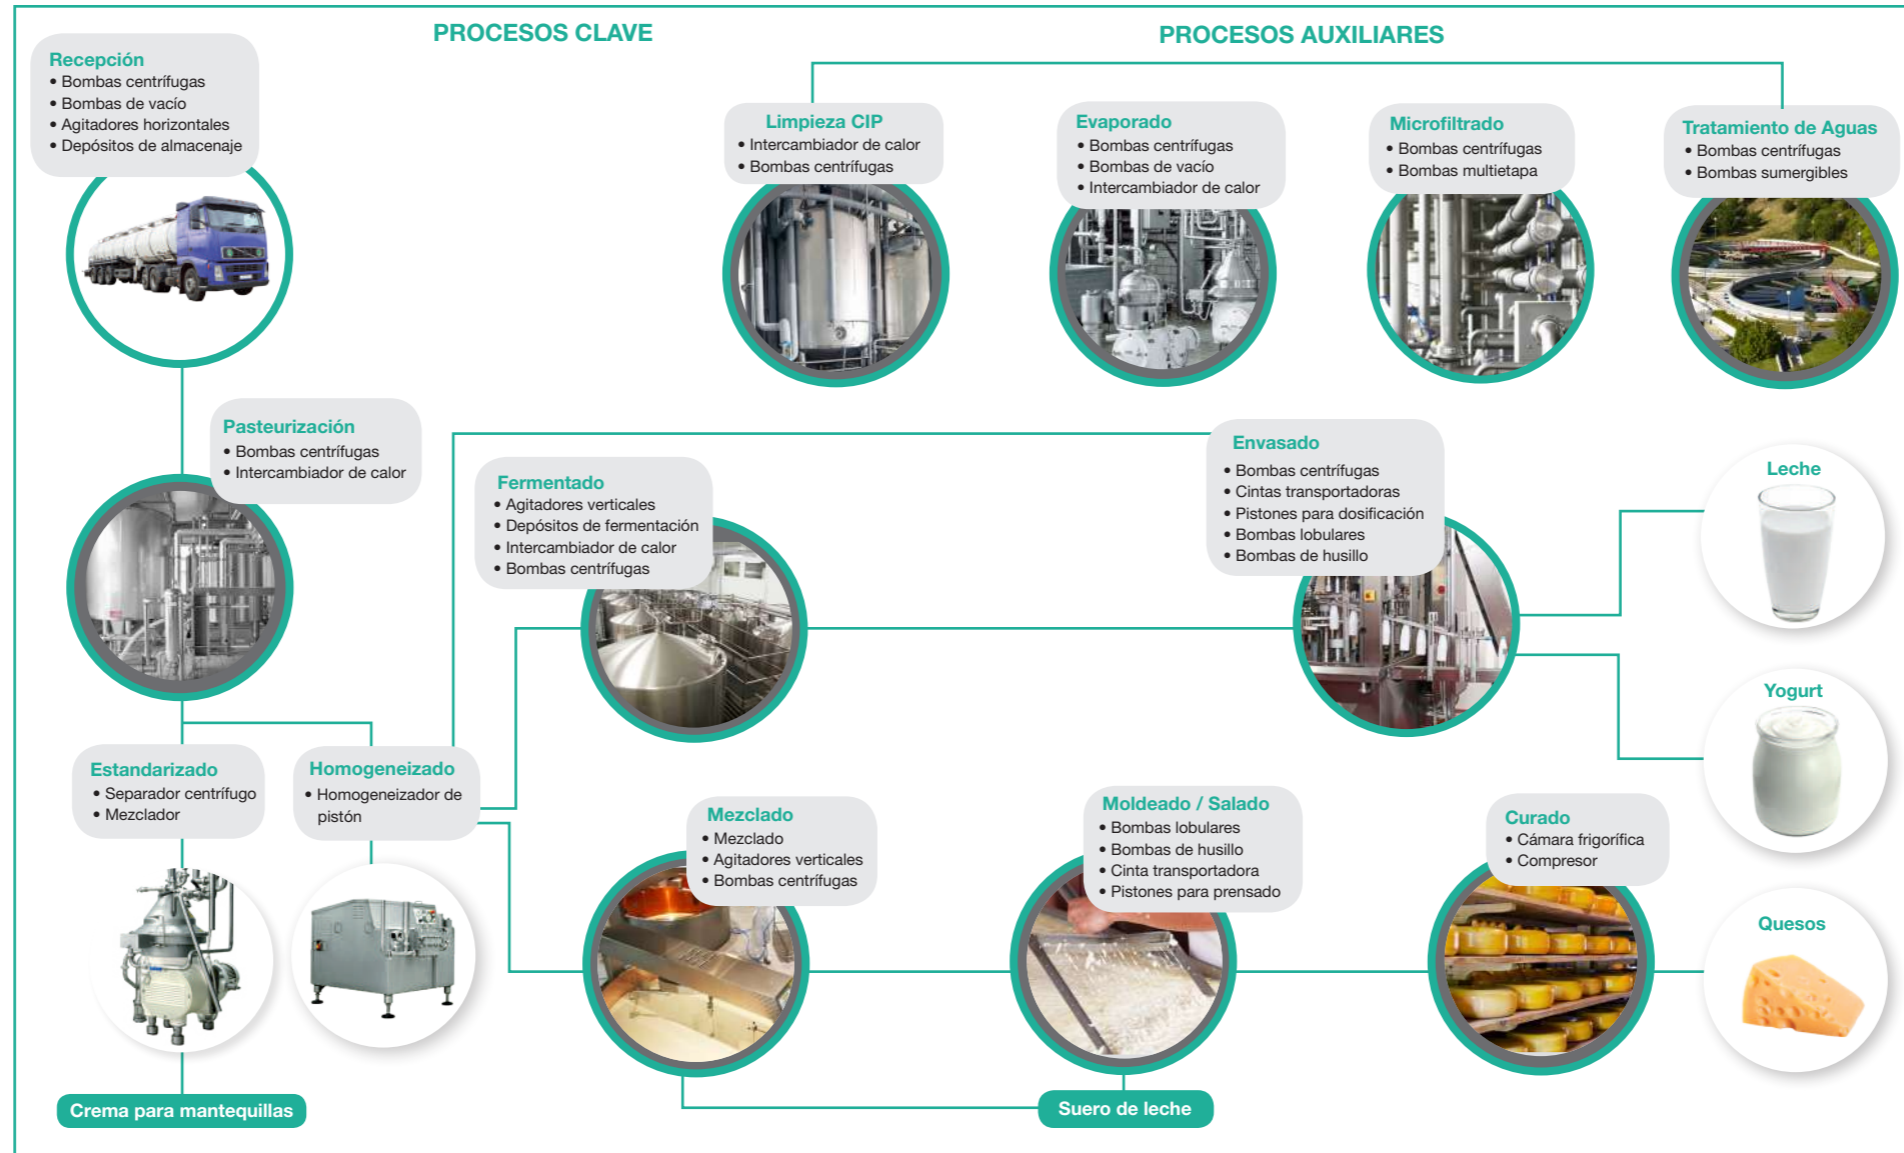 PROCESOS CLAVE
PROCESOS AUXILIARES
Recepción
• Bombas centrífugas
• Bombas de vacío
• Agitadores horizontales
• Depósitos de almacenaje
Limpieza CIP
• Intercambiador de calor
• Bombas centrífugas
Evaporado
• Bombas centrífugas
• Bombas de vacío
• Intercambiador de calor
Microfiltrado
• Bombas centrífugas
• Bombas multietapa
Tratamiento de Aguas
• Bombas centrífugas
• Bombas sumergibles
Pasteurización
• Bombas centrífugas
• Intercambiador de calor
Fermentado
• Agitadores verticales
• Depósitos de fermentación
• Intercambiador de calor
• Bombas centrífugas
Envasado
• Bombas centrífugas
• Cintas transportadoras
• Pistones para dosificación
• Bombas lobulares
• Bombas de husillo
Leche
Yogurt
Estandarizado
• Separador centrífugo
• Mezclador
Homogeneizado
• Homogeneizador de
pistón
Mezclado
• Mezclado
• Agitadores verticales
• Bombas centrífugas
Moldeado / Salado
• Bombas lobulares
• Bombas de husillo
• Cinta transportadora
• Pistones para prensado
Curado
• Cámara frigorífica
• Compresor
Quesos
Crema para mantequillas
Suero de leche